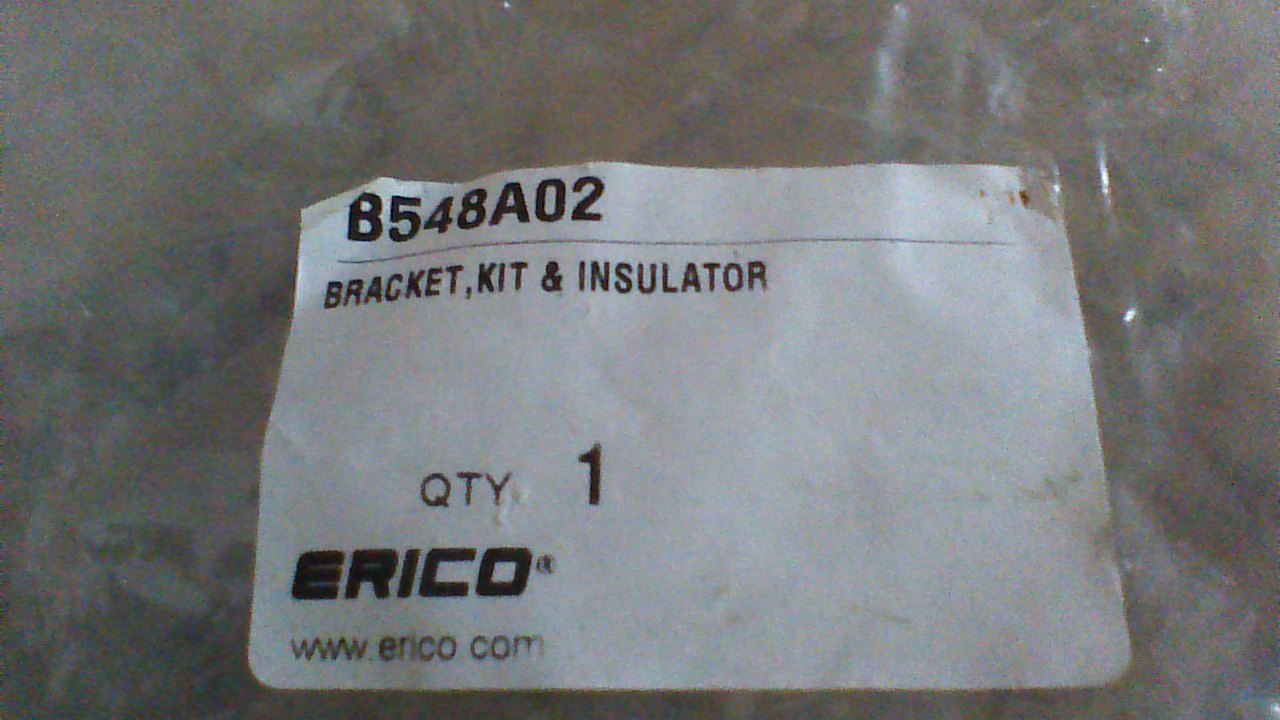 B548A02
BRACKET,KIT & INSULATOR
QTY. 1
ERICO®
www.erico.com